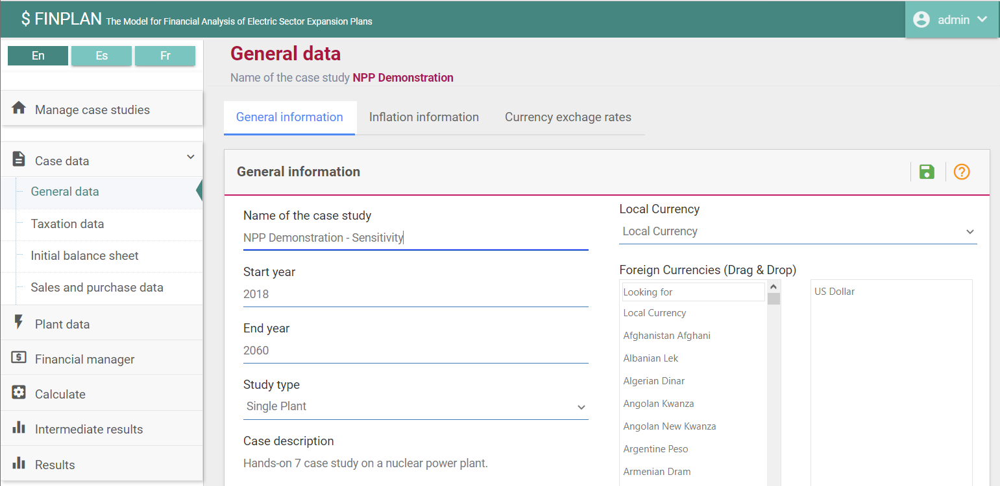 $ FINPLAN The Model for Financial Analysis of Electric Sector Expansion Plans
admin
En
Es
Fr
Manage case studies
Case data
General data
Taxation data
Initial balance sheet
Sales and purchase data
Plant data
Financial manager
Calculate
Intermediate results
Results
General data
Name of the case study NPP Demonstration
General information
Inflation information
Currency exchage rates
General information
Name of the case study
NPP Demonstration - Sensitivity
Start year
2018
End year
2060
Study type
Single Plant
Case description
Hands-on 7 case study on a nuclear power plant.
Local Currency
Local Currency
Foreign Currencies (Drag & Drop)
Looking for
Local Currency
Afghanistan Afghani
Albanian Lek
Algerian Dinar
Angolan Kwanza
Angolan New Kwanza
Argentine Peso
Armenian Dram
US Dollar